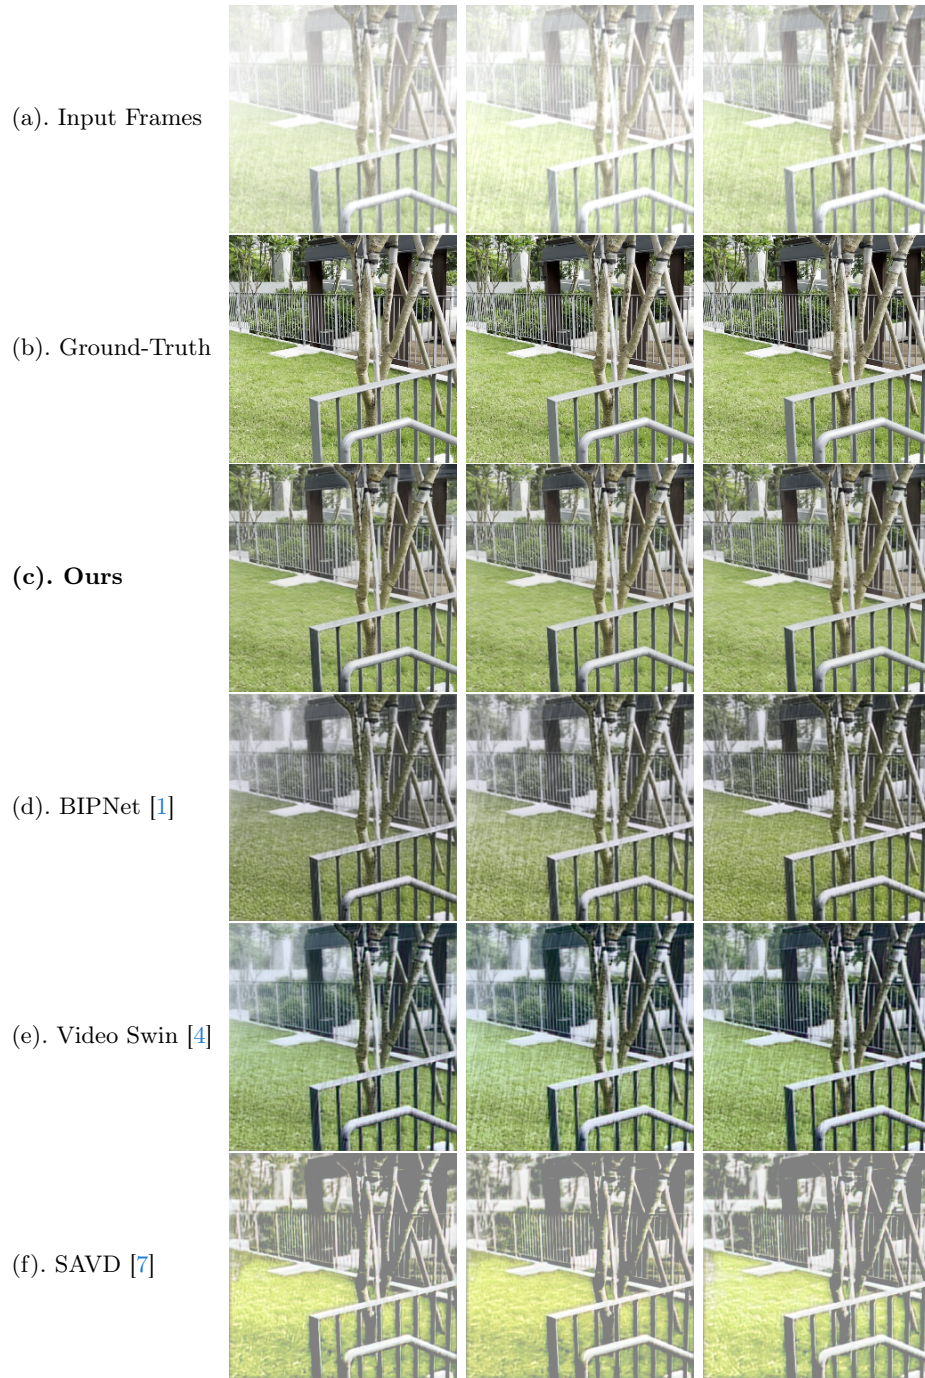 (a). Input Frames
(b). Ground-Truth
(c). Ours
(d). BIPNet [1]
(e). Video Swin [4]
(f). SAVD [7]